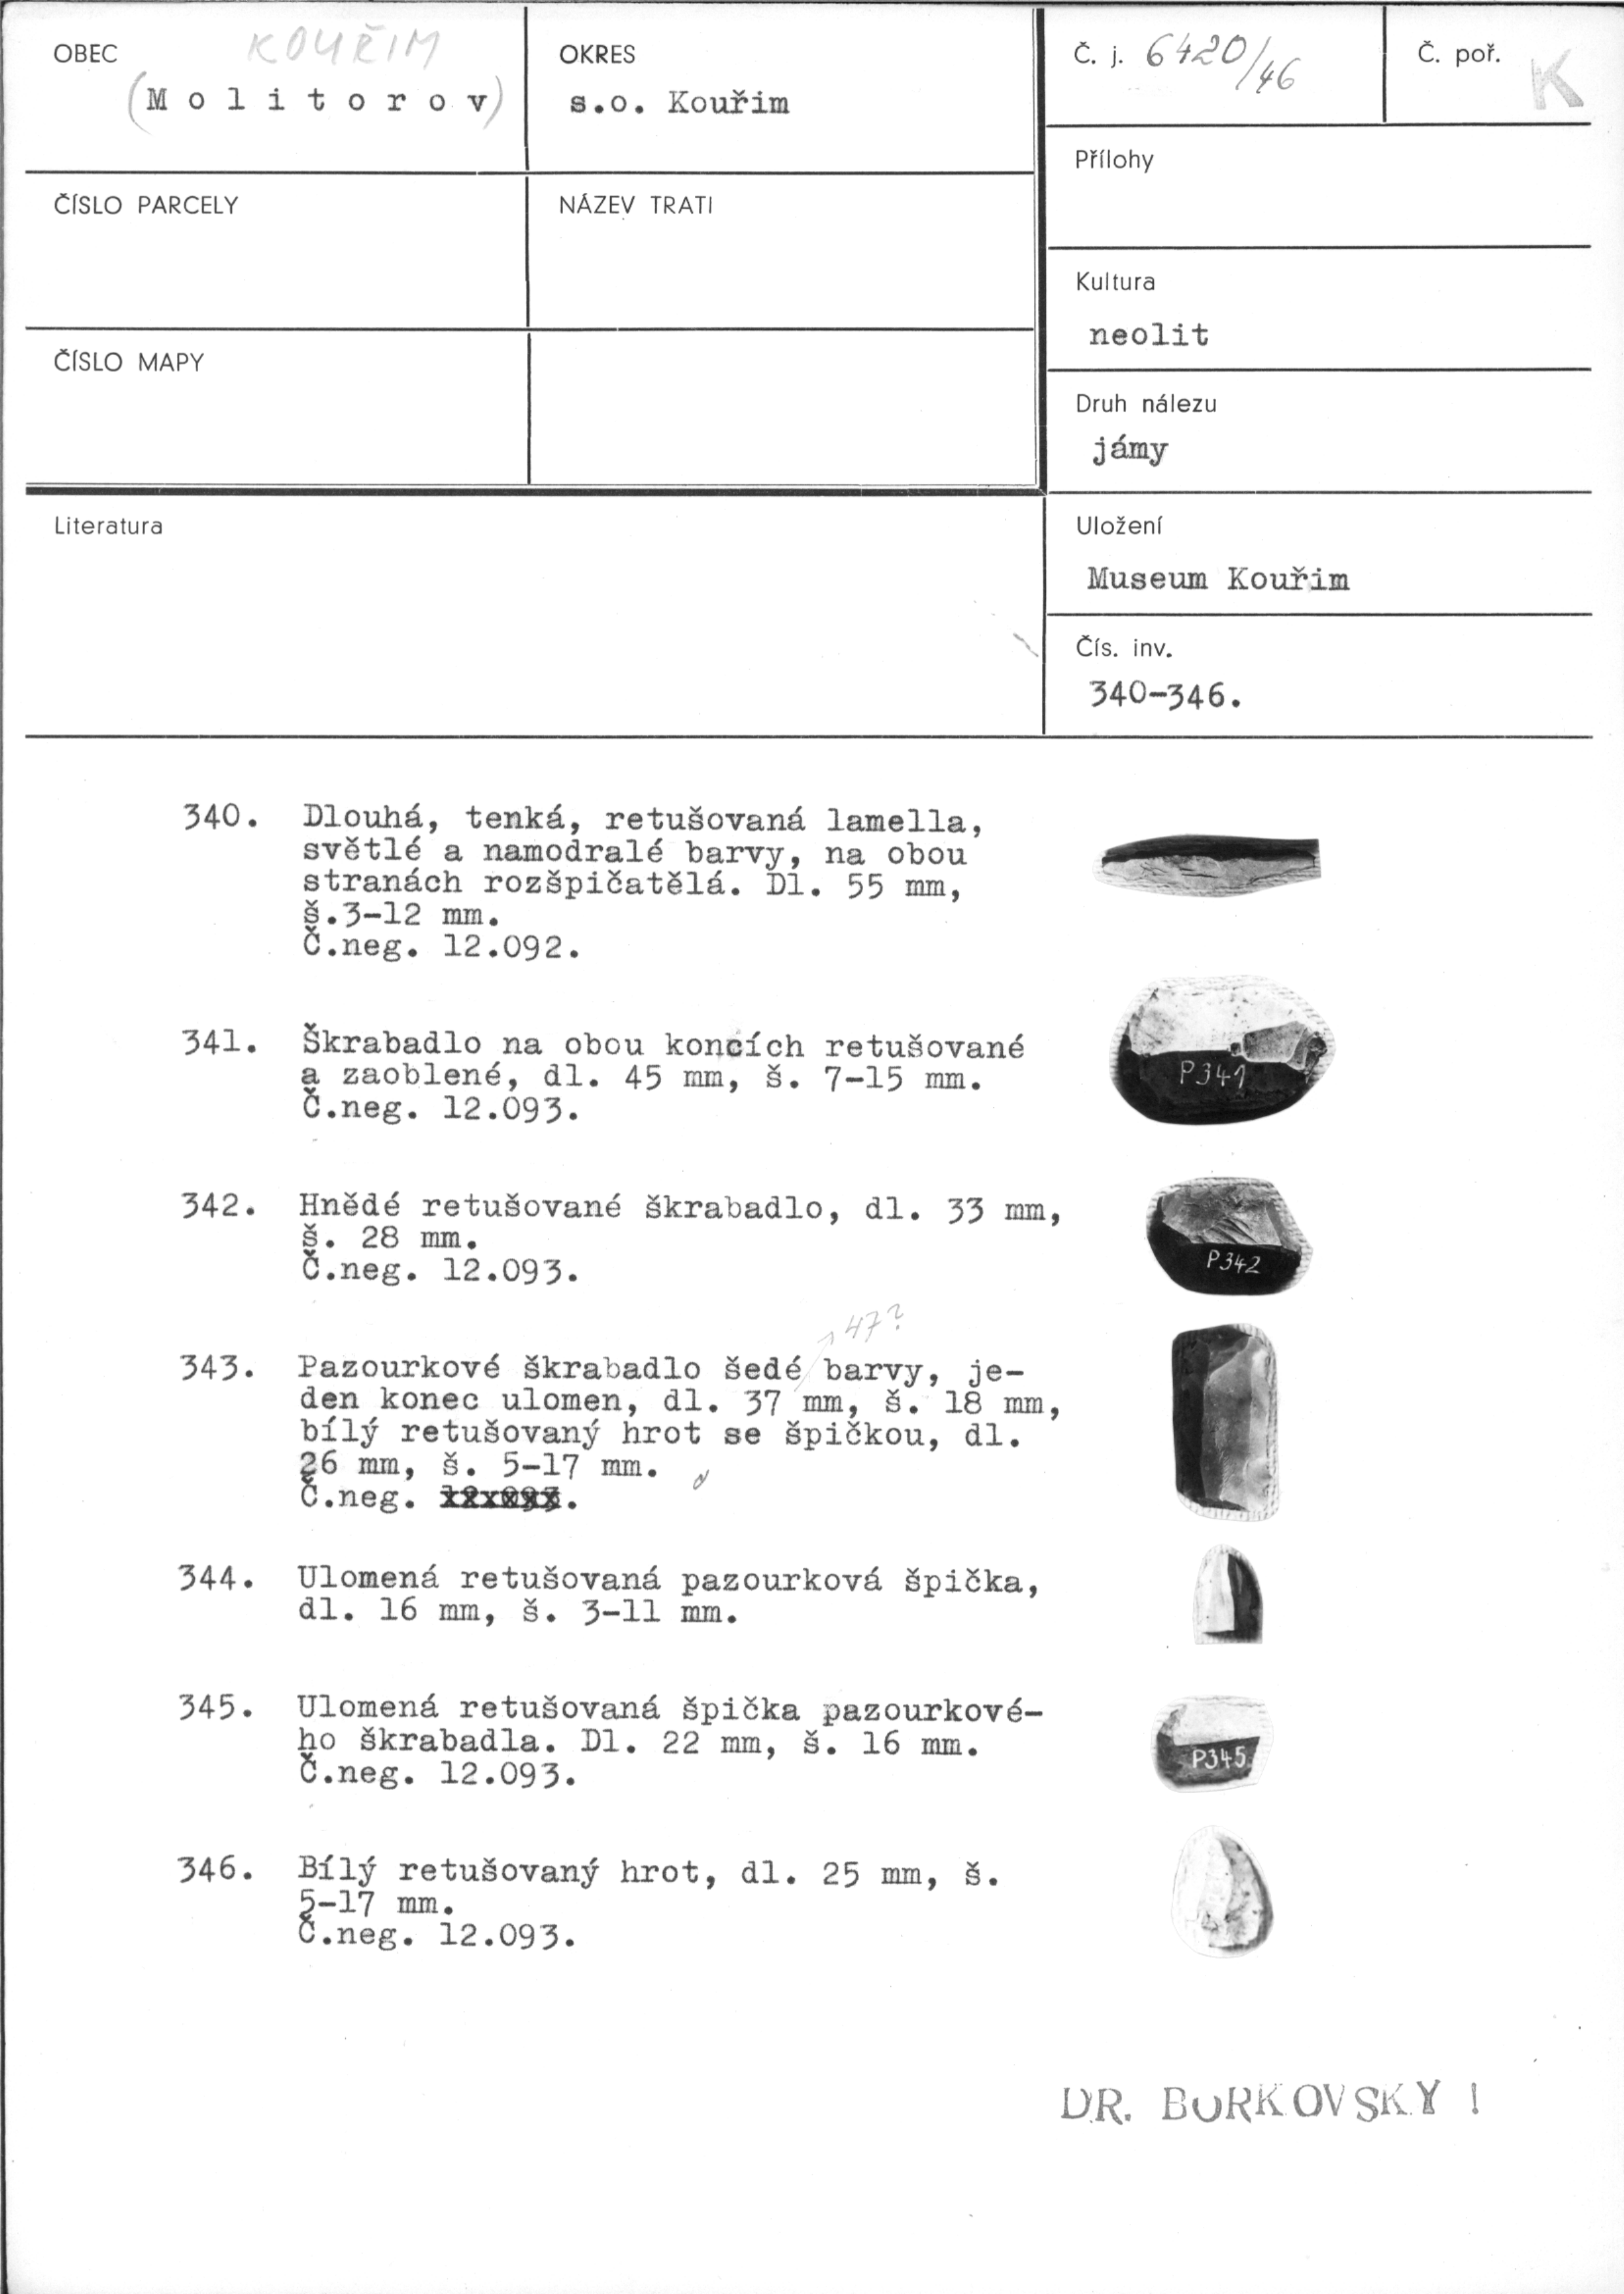 OBEC
KOUŘIM
(Molitorov)
OKRES
s.o. Kouřim
Č. j. 6420/46
Č. poř.
K
ČÍSLO PARCELY
NÁZEV TRATI
Přílohy
Kultura
neolit
ČÍSLO MAPY
Druh nálezu
jámy
Literatura
Uložení
Museum Kouřim
Čís. inv.
340-346.
340. Dlouhá, tenká, retušovaná lamella,
světlé a namodralé barvy, na obou
stranách rozšpičatělá. Dl. 55 mm,
š.3-12 mm.
Č.neg. 12.092.
341. Škrabadlo na obou koncích retušované
a zaoblené, dl. 45 mm, š. 7-15 mm.
Č.neg. 12.093.
P341
342. Hnědé retušované škrabadlo, dl. 33 mm,
š. 28 mm.
Č.neg. 12.093.
P342
47?
343. Pazourkové škrabadlo šedé barvy, je-
den konec ulomen, dl. 37 mm, š. 18 mm,
bílý retušovaný hrot se špičkou, dl.
26 mm, š. 5-17 mm.
Č.neg.
344. Ulomená retušovaná pazourková špička,
dl. 16 mm, š. 3-11 mm.
345. Ulomená retušovaná špička pazourkové-
ho škrabadla. Dl. 22 mm, š. 16 mm.
Č.neg. 12.093.
P345
346. Bílý retušovaný hrot, dl. 25 mm, š.
5-17 mm.
Č.neg. 12.093.
DR. BORKOVSKY !